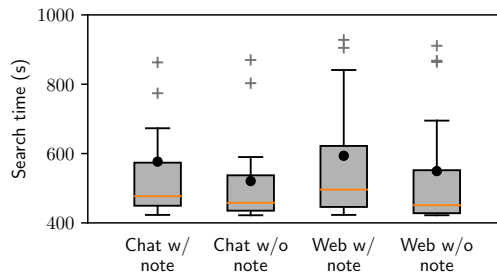 1000
800
600
400
Search time (s)
Chat w/
note
Chat w/o
note
Web w/
note
Web w/o
note